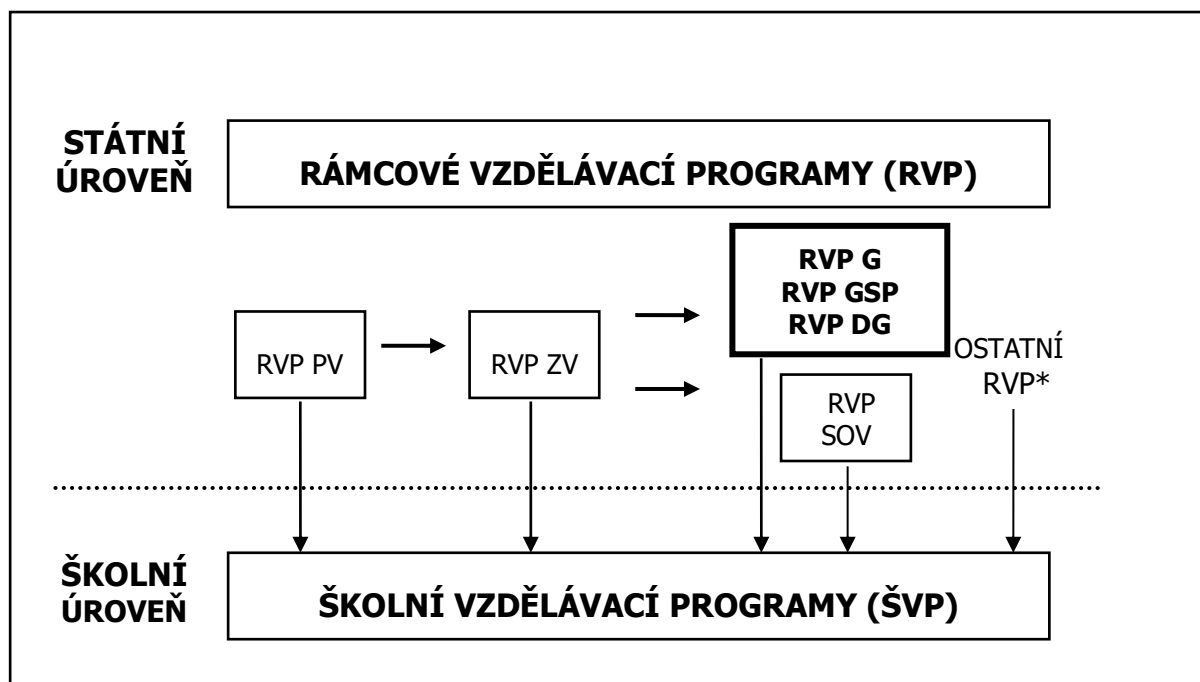 STÁTNÍ
ÚROVEŇ
RÁMCOVÉ VZDĚLÁVACÍ PROGRAMY (RVP)
RVP G
RVP GSP
RVP DG
RVP PV
RVP ZV
OSTATNÍ
RVP*
RVP
SOV
ŠKOLNÍ
ÚROVEŇ
ŠKOLNÍ VZDĚLÁVACÍ PROGRAMY (ŠVP)